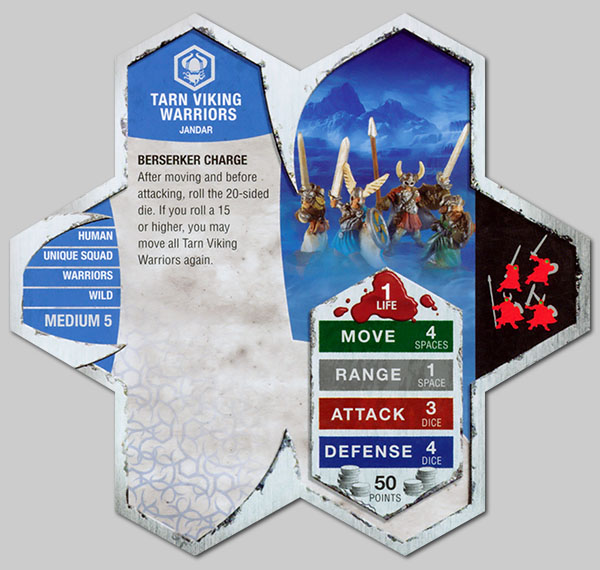 TARN VIKING
WARRIORS
JANDAR
BERSERKER CHARGE
After moving and before
attacking, roll the 20-sided
die. If you roll a 15
or higher, you may
move all Tarn Viking
Warriors again.
HUMAN
UNIQUE SQUAD
WARRIORS
WILD
MEDIUM 5
1
LIFE
MOVE 4
SPACES
RANGE 1
SPACE
ATTACK 3
DICE
DEFENSE 4
DICE
50
POINTS